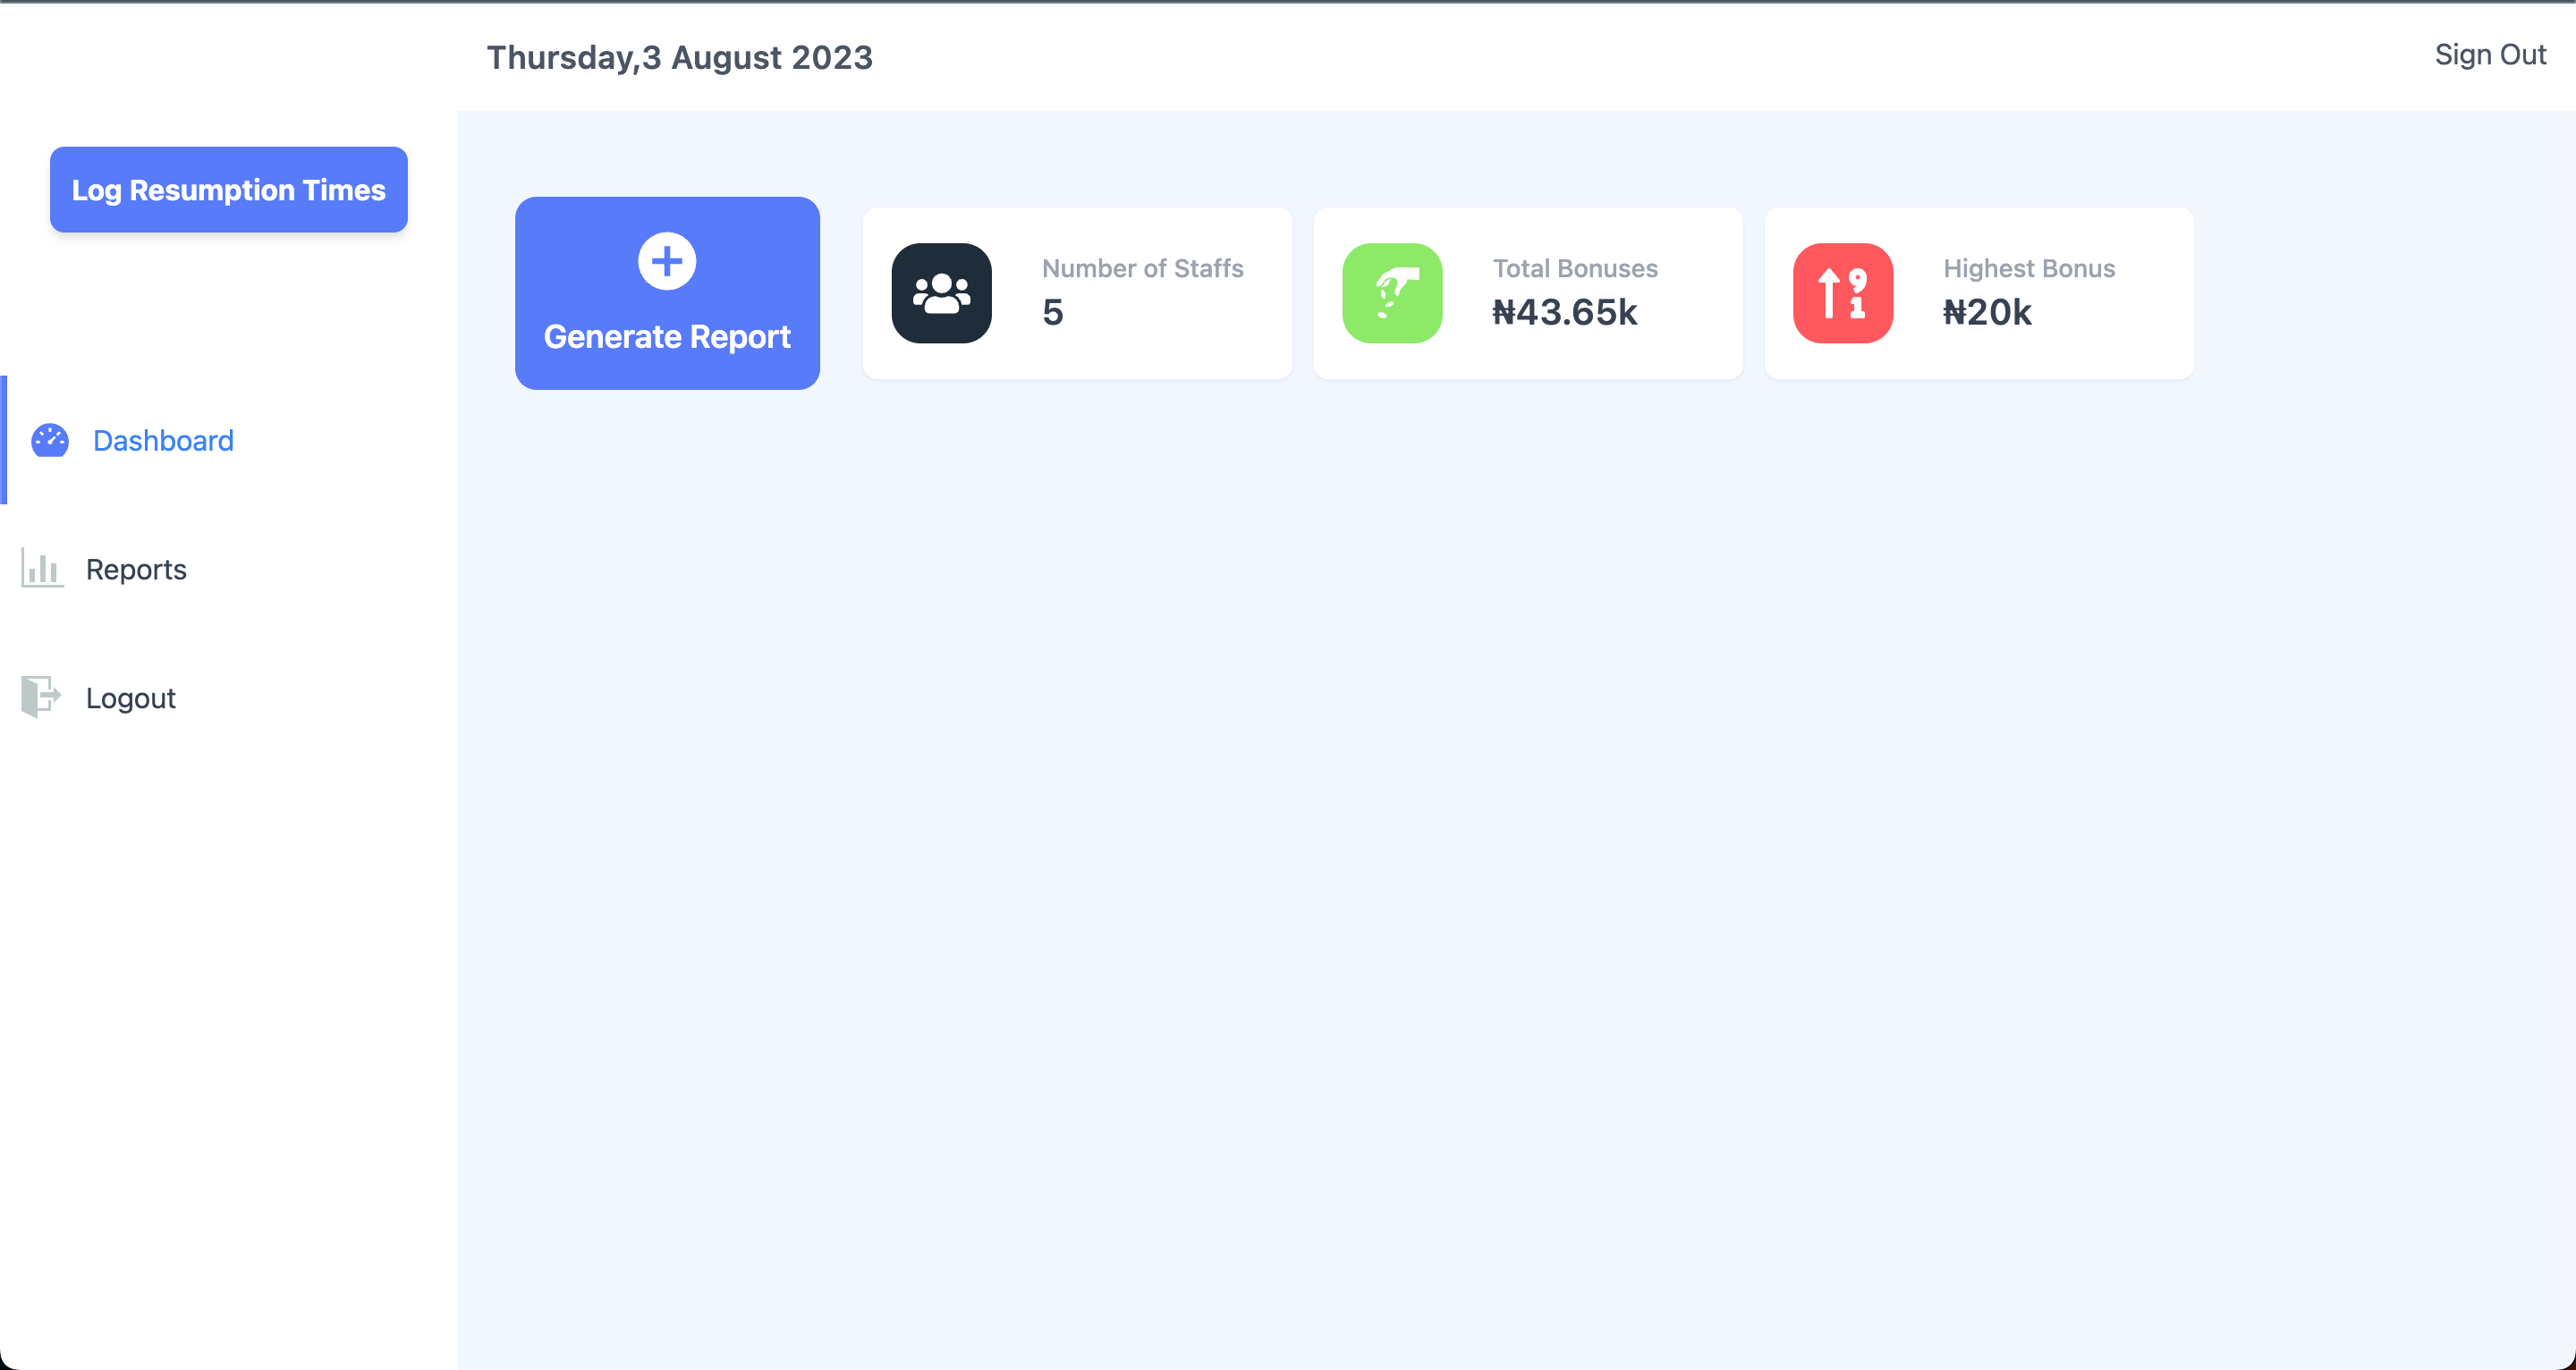 Thursday,3 August 2023
Sign Out
Log Resumption Times
Generate Report
Number of Staffs
5
Total Bonuses
₦43.65k
Highest Bonus
₦20k
Dashboard
Reports
Logout